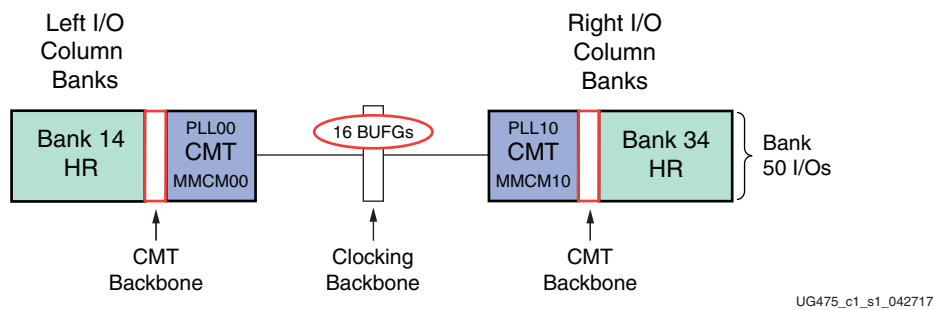 Left I/O
Column
Banks
Right I/O
Column
Banks
Bank 14
HR
PLL00
CMT
MMCM00
16 BUFGs
PLL10
CMT
MMCM10
Bank 34
HR
Bank
50 I/Os
CMT
Backbone
Clocking
Backbone
CMT
Backbone
UG475_c1_s1_042717